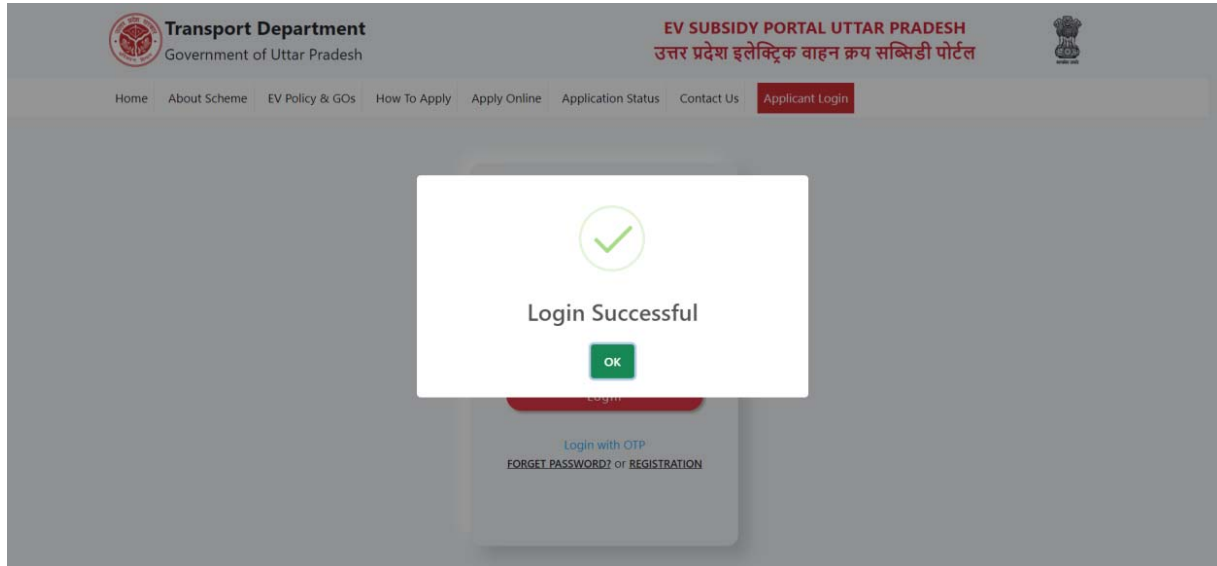 Transport Department
Government of Uttar Pradesh
EV SUBSIDY PORTAL UTTAR PRADESH
उत्तर प्रदेश इलेक्ट्रिक वाहन क्रय सब्सिडी पोर्टल
Home About Scheme EV Policy & GOs How To Apply Apply Online Application Status Contact Us Applicant Login
Login Successful
OK
Login
Login with OTP
FORGET PASSWORD? or REGISTRATION